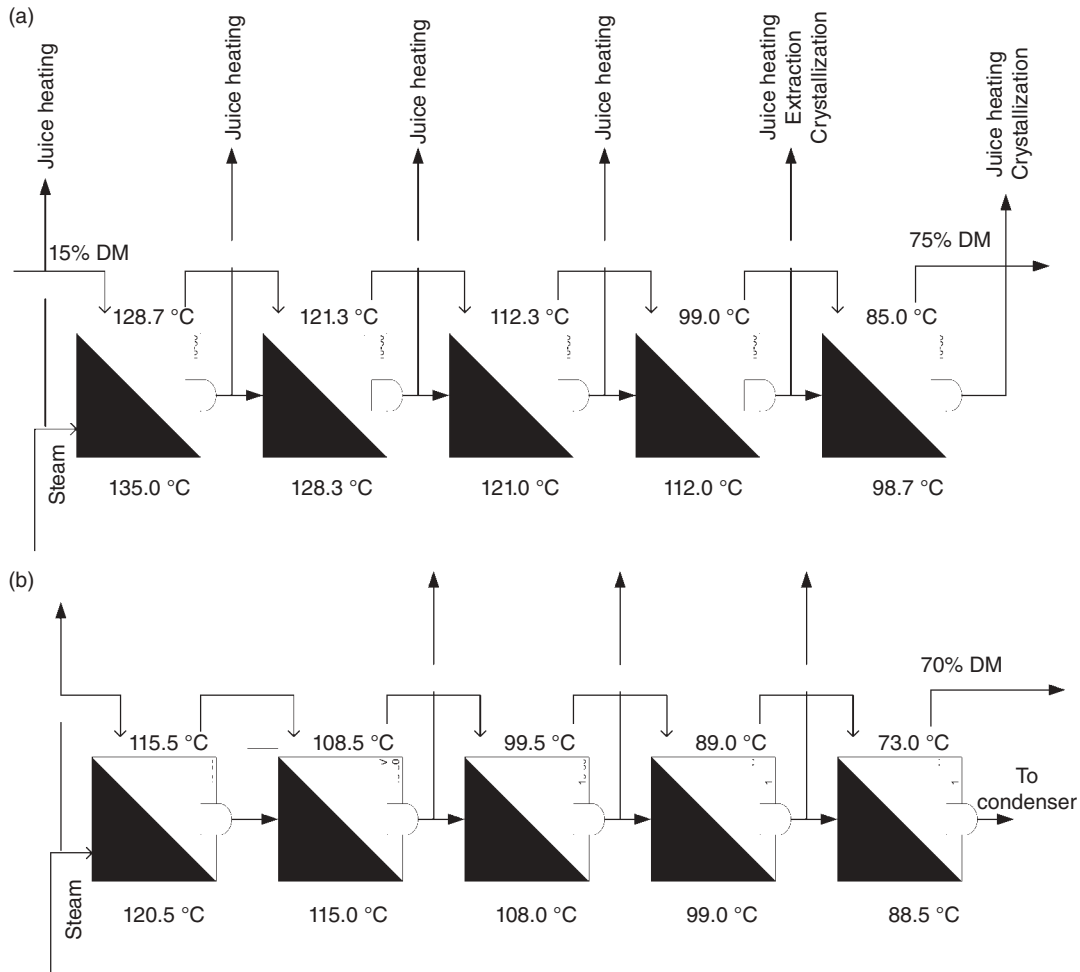 (a)
Juice heating
Juice heating
Juice heating
Juice heating
Juice heating
Extraction
Crystallization
Juice heating
Crystallization
15% DM
75% DM
128.7 °C
121.3 °C
112.3 °C
99.0 °C
85.0 °C
Steam
135.0 °C
128.3 °C
121.0 °C
112.0 °C
98.7 °C
(b)
70% DM
115.5 °C
108.5 °C
99.5 °C
89.0 °C
73.0 °C
To
condenser
Steam
120.5 °C
115.0 °C
108.0 °C
99.0 °C
88.5 °C